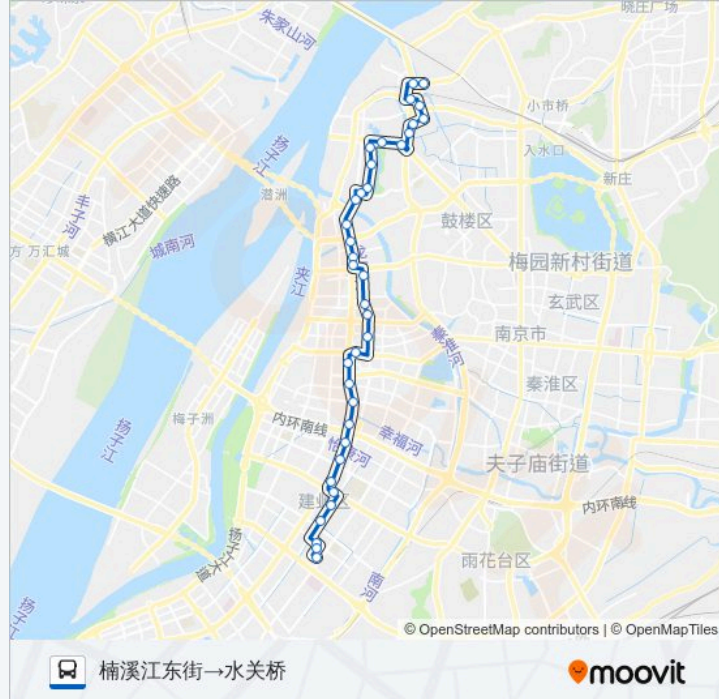 晓庄广场
朱家山河
小市桥
扬子江
入水口
新庄
潜洲
丰子河
横江大道快速路
鼓楼区
城南河
方 万汇城
梅园新村街道
夹江
玄武区
秦淮河
南京市
秦淮区
梅子洲
扬子江
内环南线
幸福河
夫子庙街道
建邺区
内环南线
扬子江大道
雨花台区
南河
扬子江
© OpenStreetMap contributors | © OpenMapTiles
楠溪江东街→水关桥
moovit